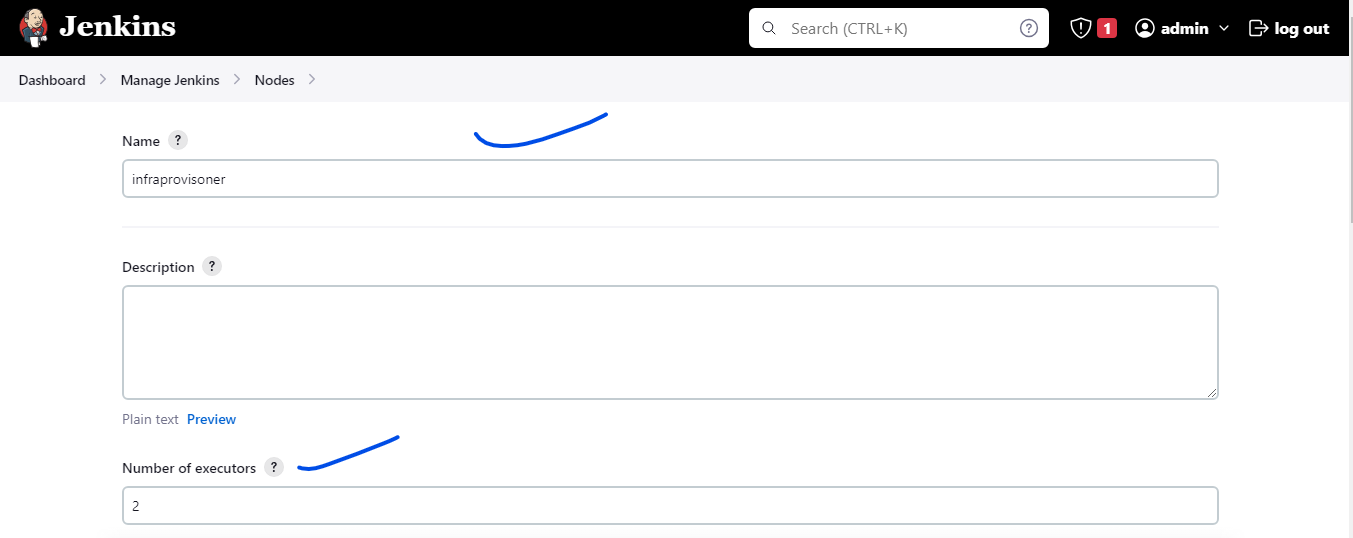 Jenkins Search (CTRL+K) ? 1 admin log out
Dashboard Manage Jenkins Nodes
Name ?
infraprovisoner
Description ?
Plain text Preview
Number of executors ?
2